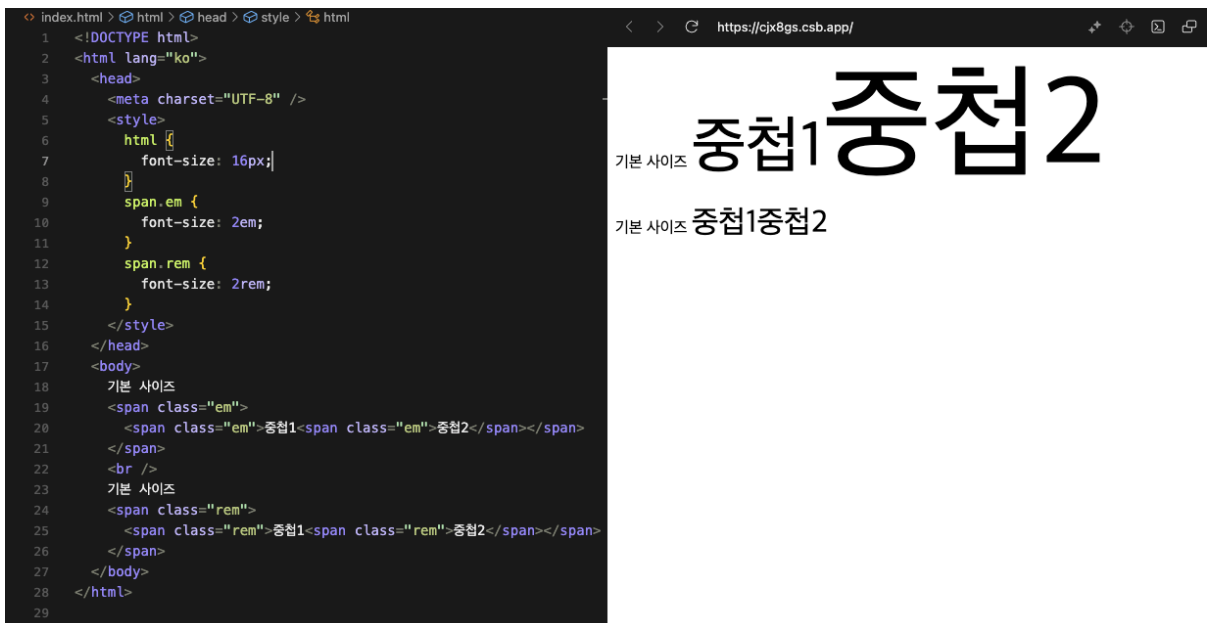 index.html > html > head > style > html
1 <!DOCTYPE html>
2 <html lang="ko">
3 <head>
4 <meta charset="UTF-8" />
5 <style>
6 html {
7 font-size: 16px;
8 }
9 span.em {
10 font-size: 2em;
11 }
12 span.rem {
13 font-size: 2rem;
14 }
15 </style>
16 </head>
17 <body>
18 기본 사이즈
19 <span class="em">
20 <span class="em">중첩1<span class="em">중첩2</span></span>
21 </span>
22 <br />
23 기본 사이즈
24 <span class="rem">
25 <span class="rem">중첩1<span class="rem">중첩2</span></span>
26 </span>
27 </body>
28 </html>
29
https://cjx8gs.csb.app/
기본 사이즈 중첩1중첩2
기본 사이즈 중첩1중첩2